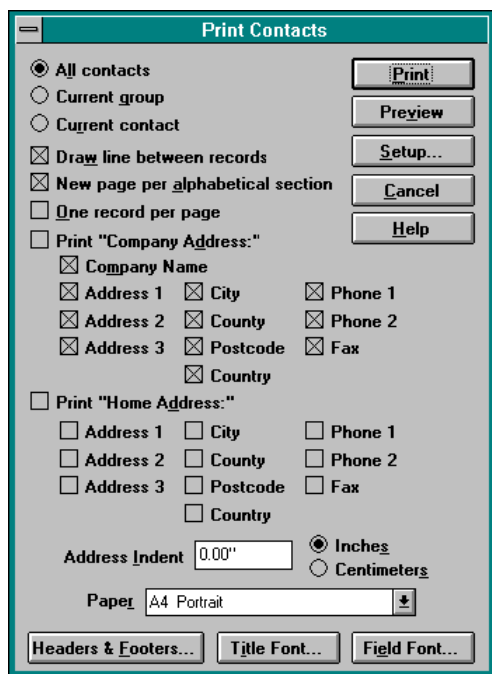 Print Contacts
All contacts
Current group
Current contact
Print
Preview
Setup...
Cancel
Help
Draw line between records
New page per alphabetical section
One record per page
Print "Company Address:"
Company Name
Address 1 City Phone 1
Address 2 County Phone 2
Address 3 Postcode Fax
Country
Print "Home Address:"
Address 1 City Phone 1
Address 2 County Phone 2
Address 3 Postcode Fax
Country
Address Indent 0.00" Inches
Centimeters
Paper A4 Portrait
Headers & Footers... Title Font... Field Font...